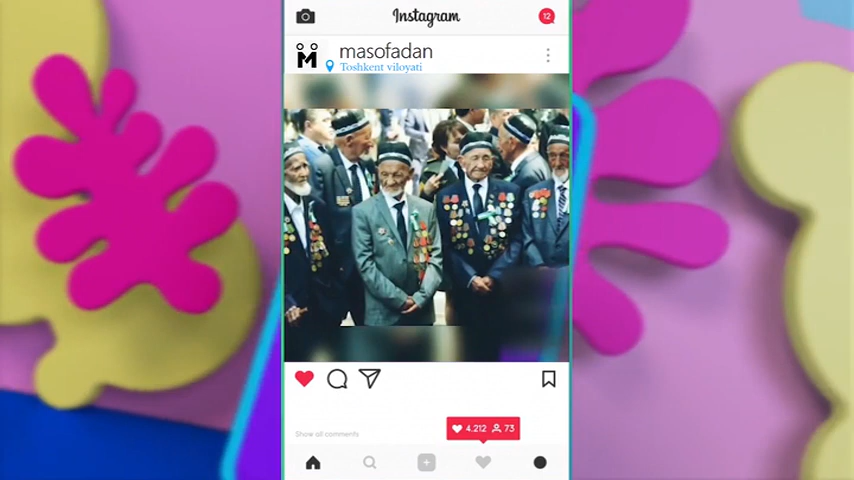 Instagram
12
masofadan
M
Toshkent viloyati
Show all comments
4.212 73